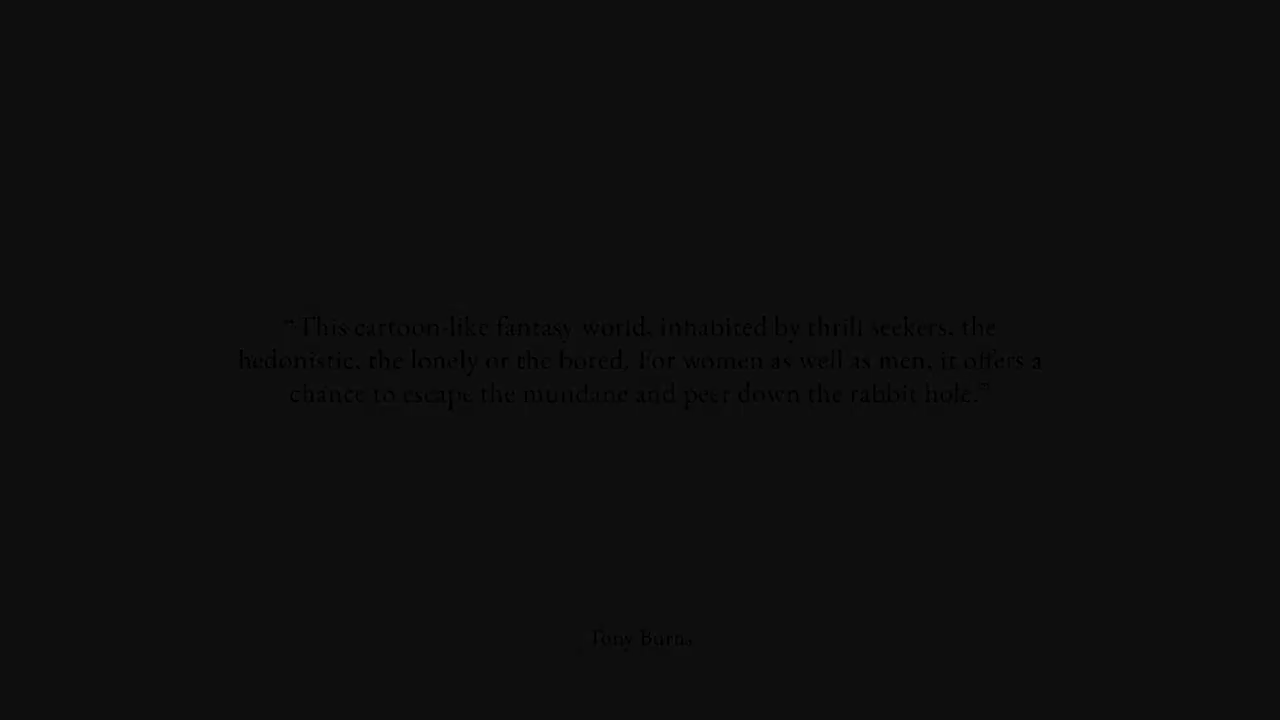 “This cartoon-like fantasy world, inhabited by thrill seekers, the
hedonistic, the lonely or the bored. For women as well as men, it offers a
chance to escape the mundane and peer down the rabbit hole.”
Tony Burns